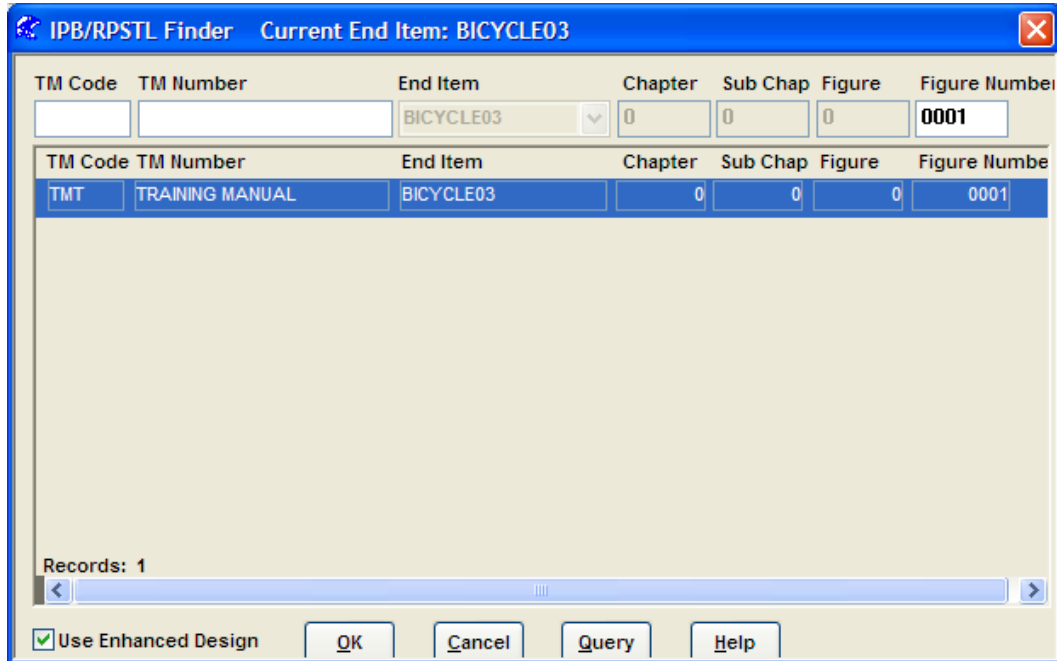 IPB/RPSTL Finder Current End Item: BICYCLE03
TM Code TM Number End Item Chapter Sub Chap Figure Figure Number
BICYCLE03 0 0 0 0001
TM Code TM Number End Item Chapter Sub Chap Figure Figure Numbe
TMT TRAINING MANUAL BICYCLE03 0 0 0 0001
Records: 1
Use Enhanced Design OK Cancel Query Help